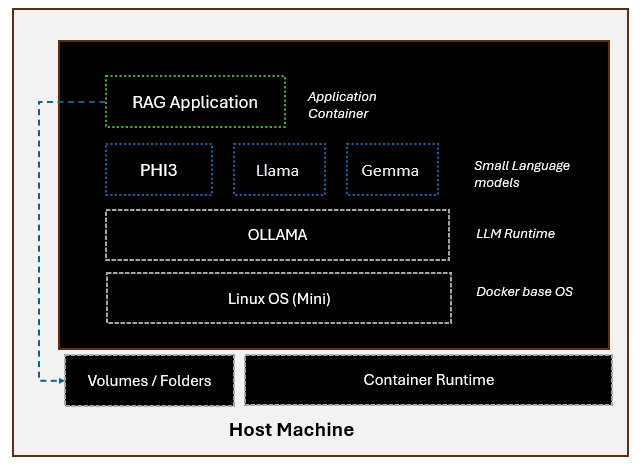 RAG Application
Application
Container
PHI3
Llama
Gemma
Small Language
models
OLLAMA
LLM Runtime
Linux OS (Mini)
Docker base OS
Volumes / Folders
Container Runtime
Host Machine